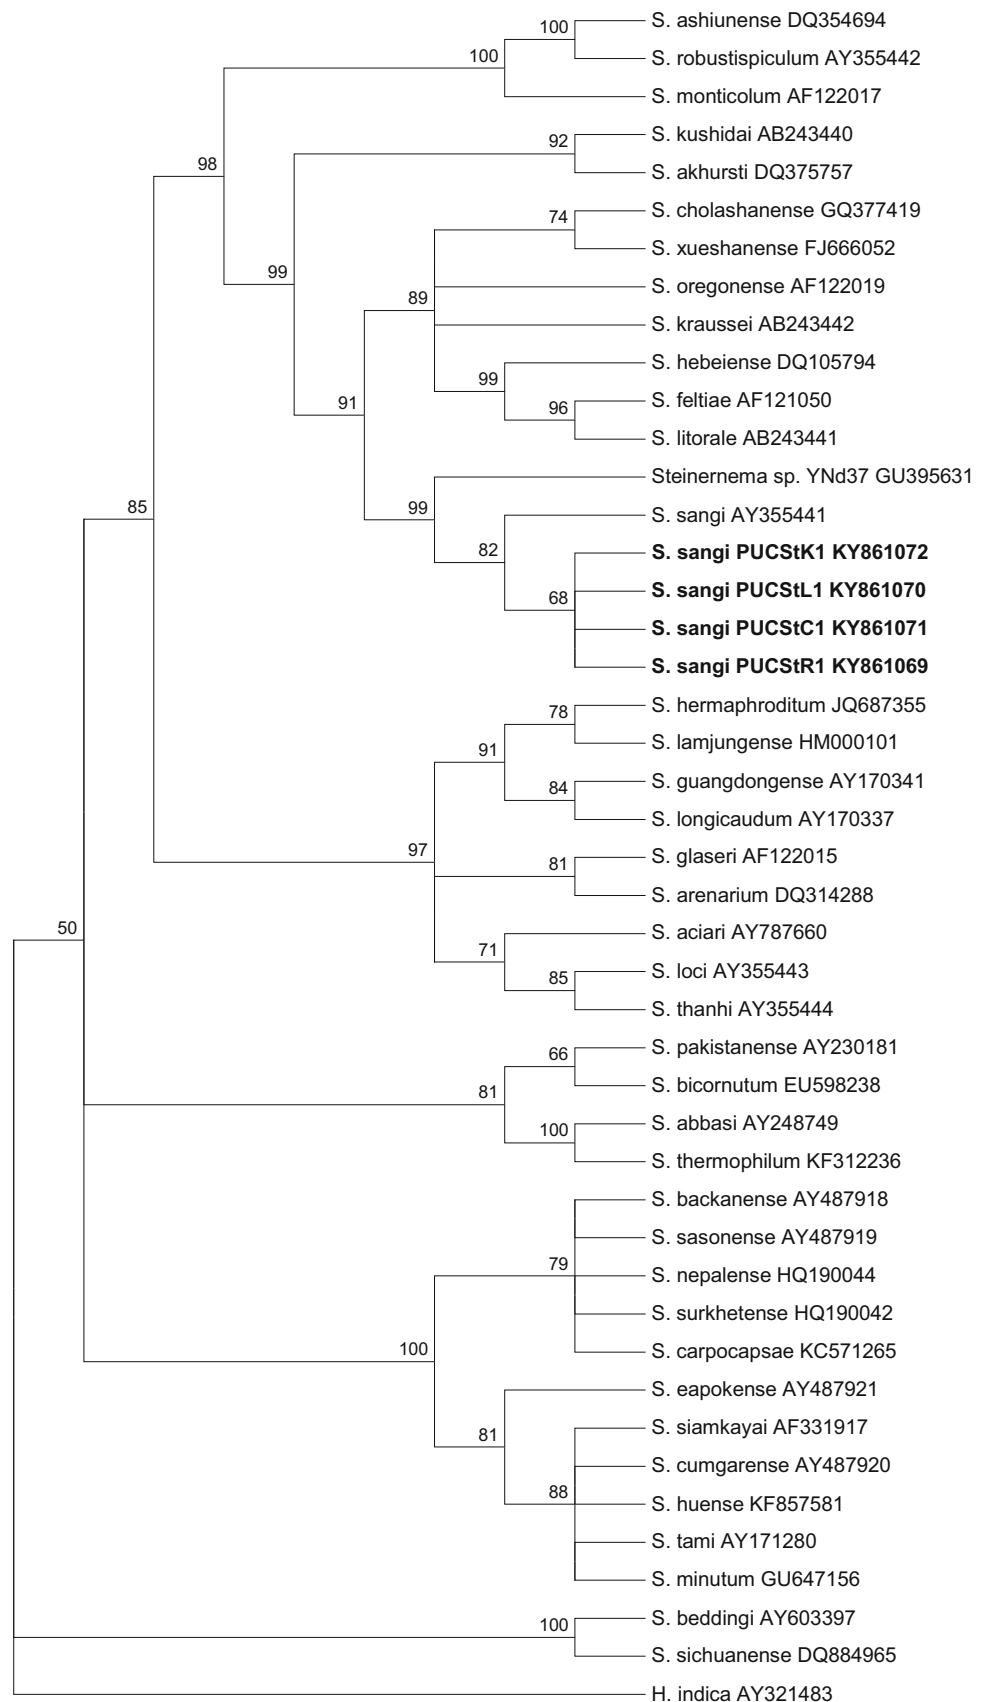 S. ashiunense DQ354694
100
S. robustispiculum AY355442
100
S. monticolum AF122017
S. kushidai AB243440
92
98
S. akhursti DQ375757
S. cholashanense GQ377419
74
S. xueshanense FJ666052
99
S. oregonense AF122019
89
S. kraussei AB243442
S. hebeiense DQ105794
99
S. feltiae AF121050
91
96
S. litorale AB243441
Steinernema sp. YNd37 GU395631
85
99
S. sangi AY355441
82
S. sangi PUCStK1 KY861072
S. sangi PUCStL1 KY861070
68
S. sangi PUCStC1 KY861071
S. sangi PUCStR1 KY861069
S. hermaphroditum JQ687355
78
S. lamjungense HM000101
91
S. guangdongense AY170341
84
S. longicaudum AY170337
97
S. glaseri AF122015
81
S. arenarium DQ314288
50
S. aciari AY787660
71
S. loci AY355443
85
S. thanhi AY355444
S. pakistanense AY230181
66
S. bicornutum EU598238
81
S. abbasi AY248749
100
S. thermophilum KF312236
S. backanense AY487918
S. sasonense AY487919
79
S. nepalense HQ190044
S. surkhetense HQ190042
100
S. carpocapsae KC571265
S. eapokense AY487921
81
S. siamkayai AF331917
S. cumgarense AY487920
88
S. huense KF857581
S. tami AY171280
S. minutum GU647156
S. beddingi AY603397
100
S. sichuanense DQ884965
H. indica AY321483